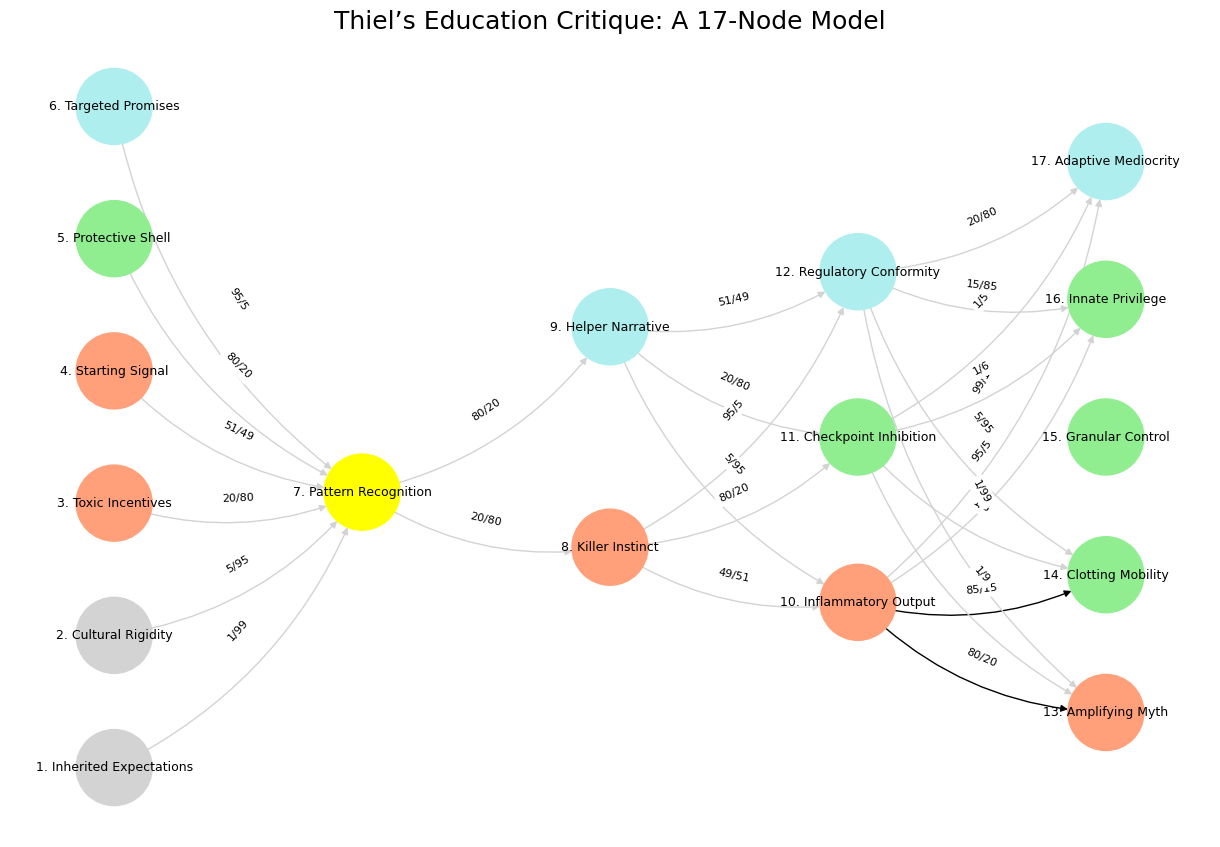 Thiel’s Education Critique: A 17-Node Model
6. Targeted Promises
5. Protective Shell
4. Starting Signal
3. Toxic Incentives
2. Cultural Rigidity
1. Inherited Expectations
95/5
80/20
51/49
20/80
5/95
1/99
7. Pattern Recognition
80/20
20/80
9. Helper Narrative
8. Killer Instinct
51/49
20/80
95/5
5/95
80/20
49/51
12. Regulatory Conformity
11. Checkpoint Inhibition
10. Inflammatory Output
20/80
15/85
1/5
1/6
5/95
95/5
1/99
1/9
85/15
80/20
17. Adaptive Mediocrity
16. Innate Privilege
15. Granular Control
14. Clotting Mobility
13. Amplifying Myth